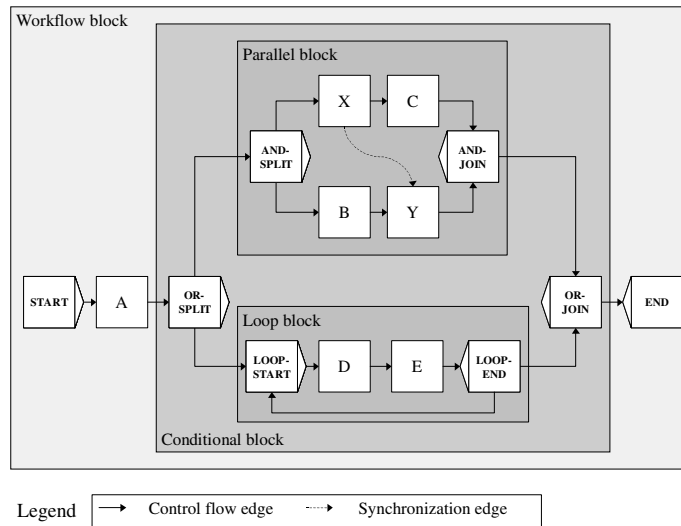 Workflow block
Parallel block
X
C
AND-
SPLIT
AND-
JOIN
B
Y
START
A
OR-
SPLIT
OR-
JOIN
END
Loop block
LOOP-
START
D
E
LOOP-
END
Conditional block
Legend
Control flow edge
Synchronization edge